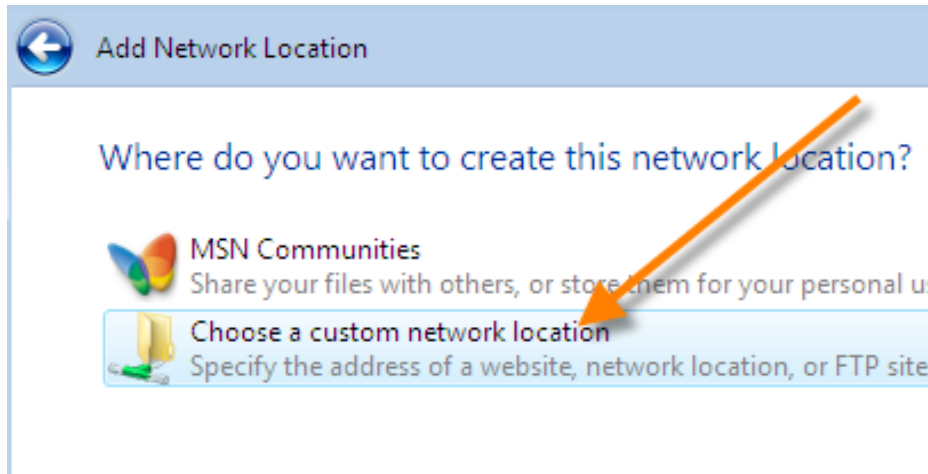 Add Network Location
Where do you want to create this network location?
MSN Communities
Share your files with others, or store them for your personal
Choose a custom network location
Specify the address of a website, network location, or FTP site